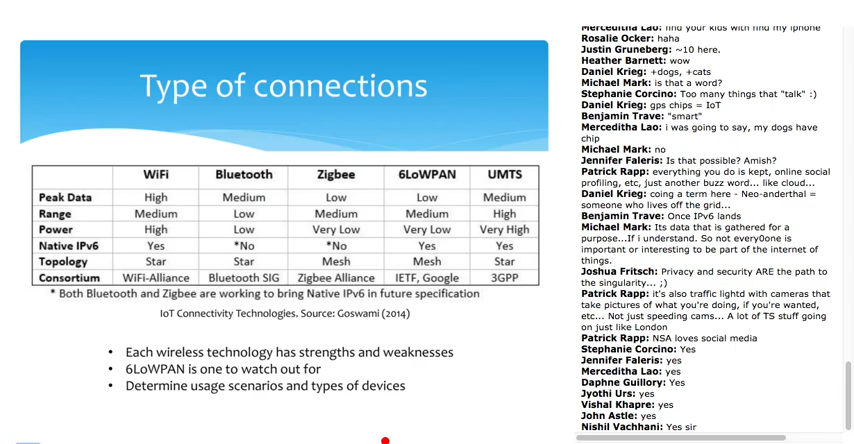 Type of connections
WiFi Bluetooth Zigbee 6LoWPAN UMTS
Peak Data High Medium Low Low Medium
Range Medium Low Medium Medium High
Power High Low Very Low Very Low Very High
Native IPv6 Yes *No *No Yes Yes
Topology Star Star Mesh Mesh Star
Consortium WiFi-Alliance Bluetooth SIG Zigbee Alliance IETF, Google 3GPP
* Both Bluetooth and Zigbee are working to bring Native IPv6 in future specification
IoT Connectivity Technologies. Source: Goswami (2014)
• Each wireless technology has strengths and weaknesses
• 6LoWPAN is one to watch out for
• Determine usage scenarios and types of devices
Merceditha Lao: find your kids with find my iphone
Rosalie Ocker: haha
Justin Gruneberg: ~10 here.
Heather Barnett: wow
Daniel Krieg: +dogs, +cats
Michael Mark: is that a word?
Stephanie Corcino: Too many things that "talk" :)
Daniel Krieg: gps chips = IoT
Benjamin Trave: "smart"
Merceditha Lao: i was going to say, my dogs have
chip
Michael Mark: no
Jennifer Faleris: Is that possible? Amish?
Patrick Rapp: everything you do is kept, online social
profiling, etc, just another buzz word... like cloud...
Daniel Krieg: coing a term here - Neo-anderthal =
someone who lives off the grid...
Benjamin Trave: Once IPv6 lands
Michael Mark: Its data that is gathered for a
purpose...If i understand. So not every0one is
important or interesting to be part of the internet of
things.
Joshua Fritsch: Privacy and security ARE the path to
the singularity... ;)
Patrick Rapp: it's also traffic lightd with cameras that
take pictures of what you're doing, if you're wanted,
etc... Not just speeding cams... A lot of TS stuff going
on just like London
Patrick Rapp: NSA loves social media
Stephanie Corcino: Yes
Jennifer Faleris: yes
Merceditha Lao: yes
Daphne Guillory: Yes
Jyothi Urs: yes
Vishal Khapre: yes
John Astle: yes
Nishil Vachhani: Yes sir